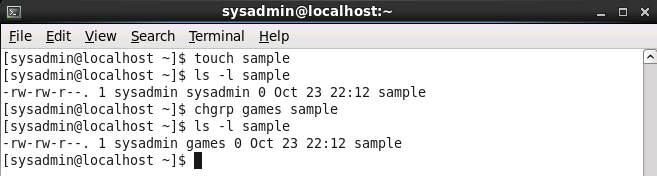 sysadmin@localhost:~
File Edit View Search Terminal Help
[sysadmin@localhost ~]$ touch sample
[sysadmin@localhost ~]$ ls -l sample
-rw-rw-r--. 1 sysadmin sysadmin 0 Oct 23 22:12 sample
[sysadmin@localhost ~]$ chgrp games sample
[sysadmin@localhost ~]$ ls -l sample
-rw-rw-r--. 1 sysadmin games 0 Oct 23 22:12 sample
[sysadmin@localhost ~]$